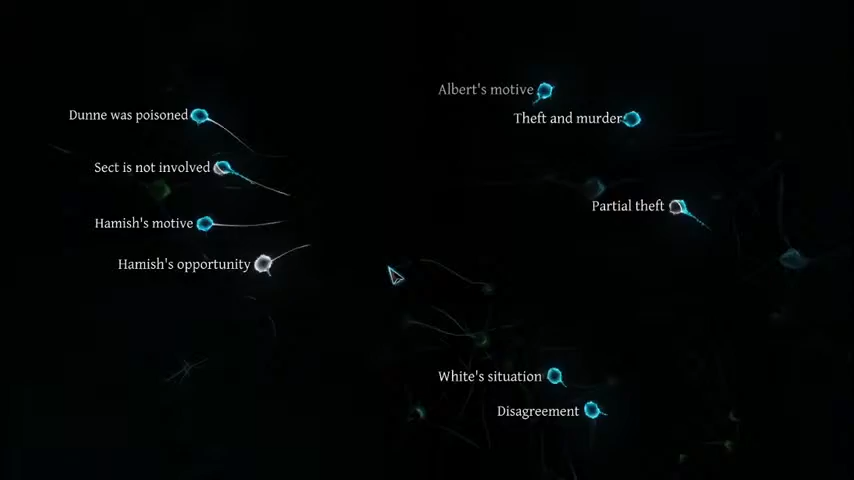 Albert's motive
Dunne was poisoned
Theft and murder
Sect is not involved
Partial theft
Hamish's motive
Hamish's opportunity
White's situation
Disagreement